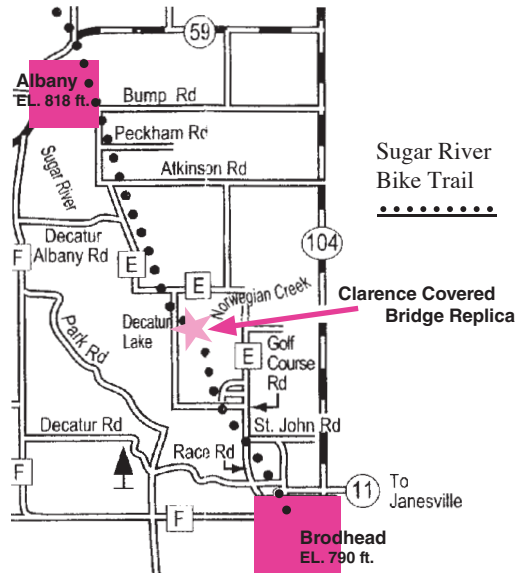 59
Albany
EL. 818 ft.
Bump Rd
Peckham Rd
Sugar River
Bike Trail
Atkinson Rd
Sugar
River
Decatur
Albany Rd
104
F
E
E
Norwegian Creek
Clarence Covered
Bridge Replica
Decatur
Lake
Park Rd
E
Golf
Course
Rd
Decatur Rd
St. John Rd
Race Rd
F
11
To
Janesville
F
Brodhead
EL. 790 ft.